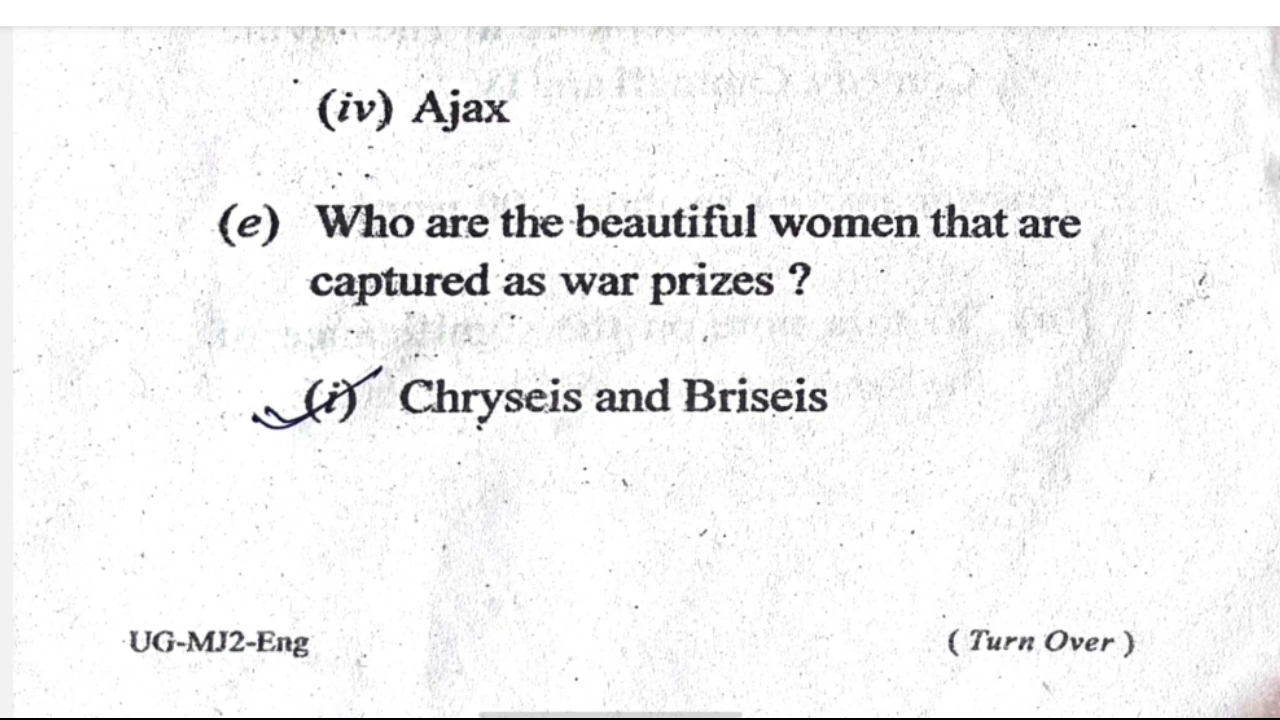 (iv) Ajax
(e) Who are the beautiful women that are
captured as war prizes ?
(i) Chryseis and Briseis
UG-MJ2-Eng
( Turn Over )